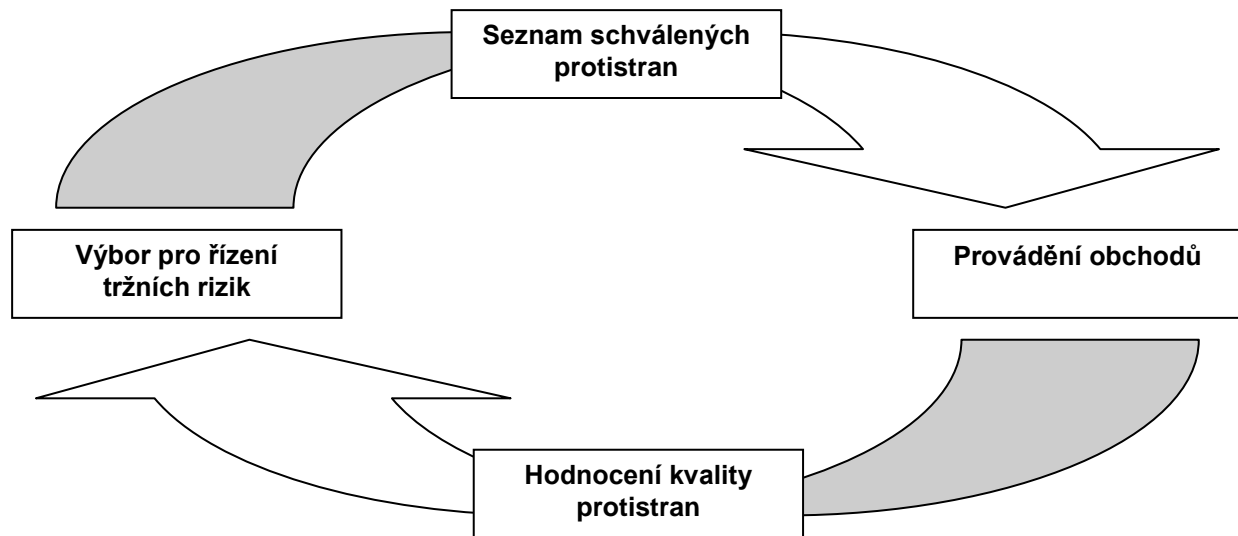 Seznam schválených
protistran
Výbor pro řízení
tržních rizik
Provádění obchodů
Hodnocení kvality
protistran